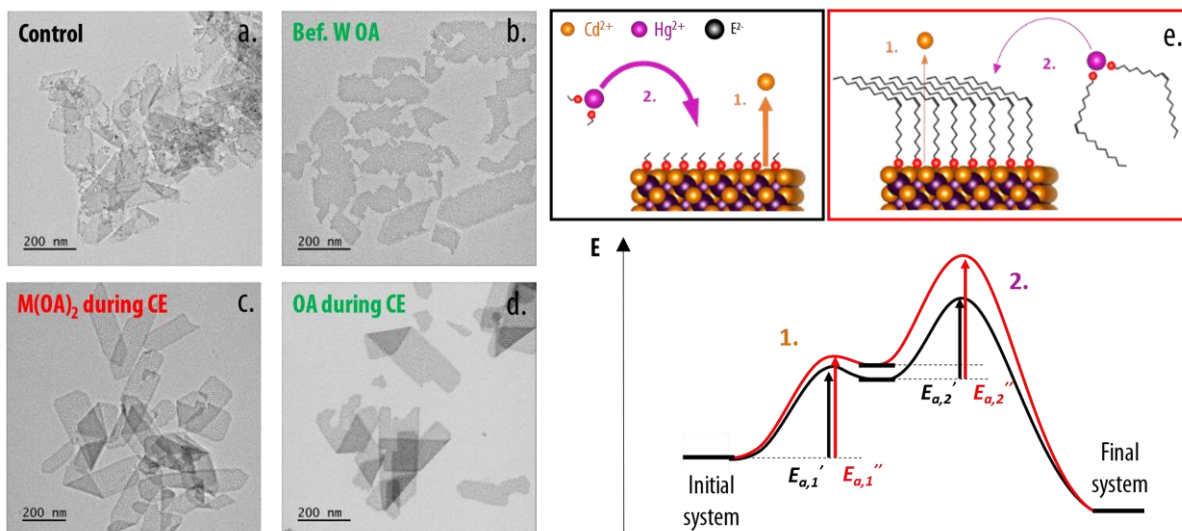 Control
a.
200 nm
Bef. W OA
b.
200 nm
M(OA)₂ during CE
c.
200 nm
OA during CE
d.
200 nm
Cd²⁺ Hg²⁺ E²⁻
2.
1.
e.
1.
2.
E
1.
2.
Eₐ,₁' Eₐ,₁''
Eₐ,₂' Eₐ,₂''
Initial
system
Final
system